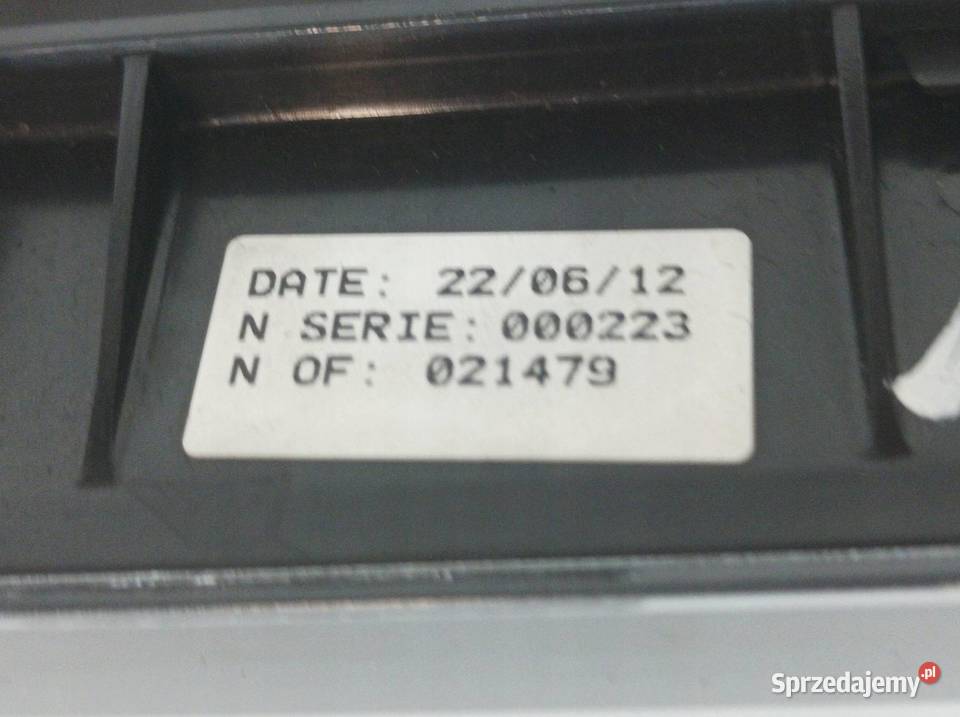 DATE: 22/06/12
N SERIE: 000223
N OF: 021479
Sprzedajemy.pl